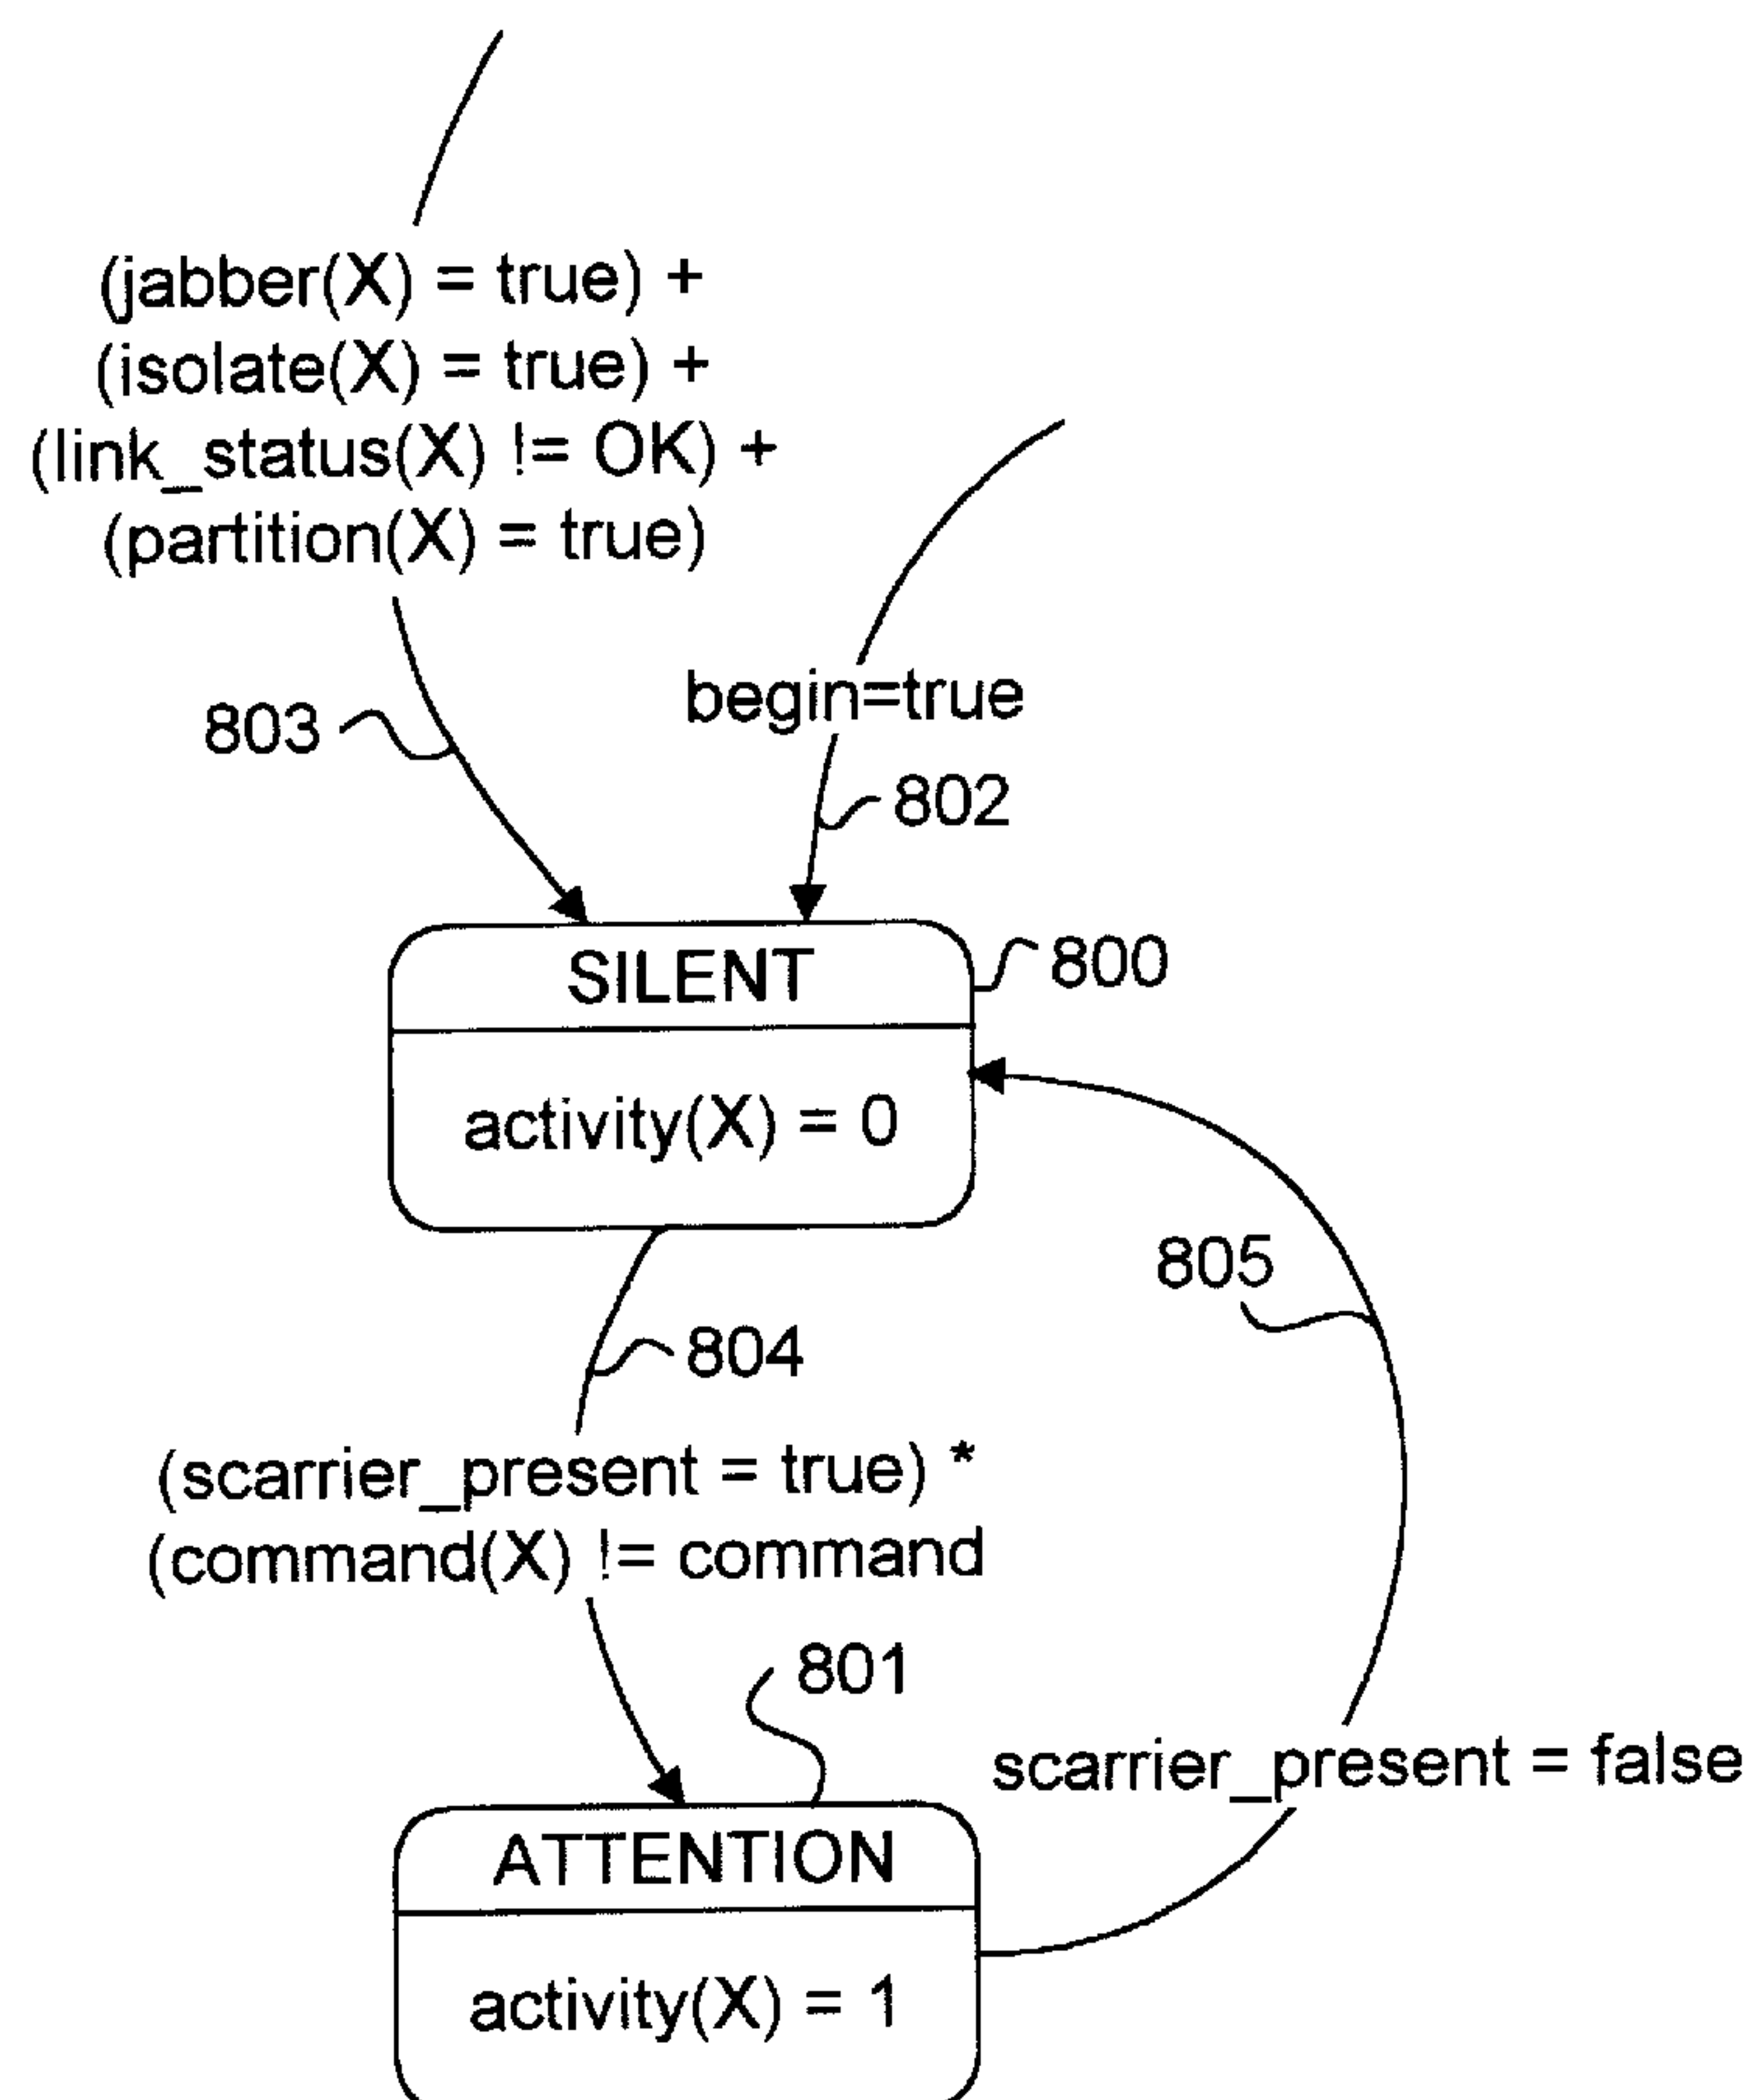 (jabber(X) = true) +
(isolate(X) = true) +
(link_status(X) != OK) +
(partition(X) = true)
803
begin=true
802
SILENT
800
activity(X) = 0
805
804
(scarrier_present = true) *
(command(X) != command
801
scarrier_present = false
ATTENTION
activity(X) = 1